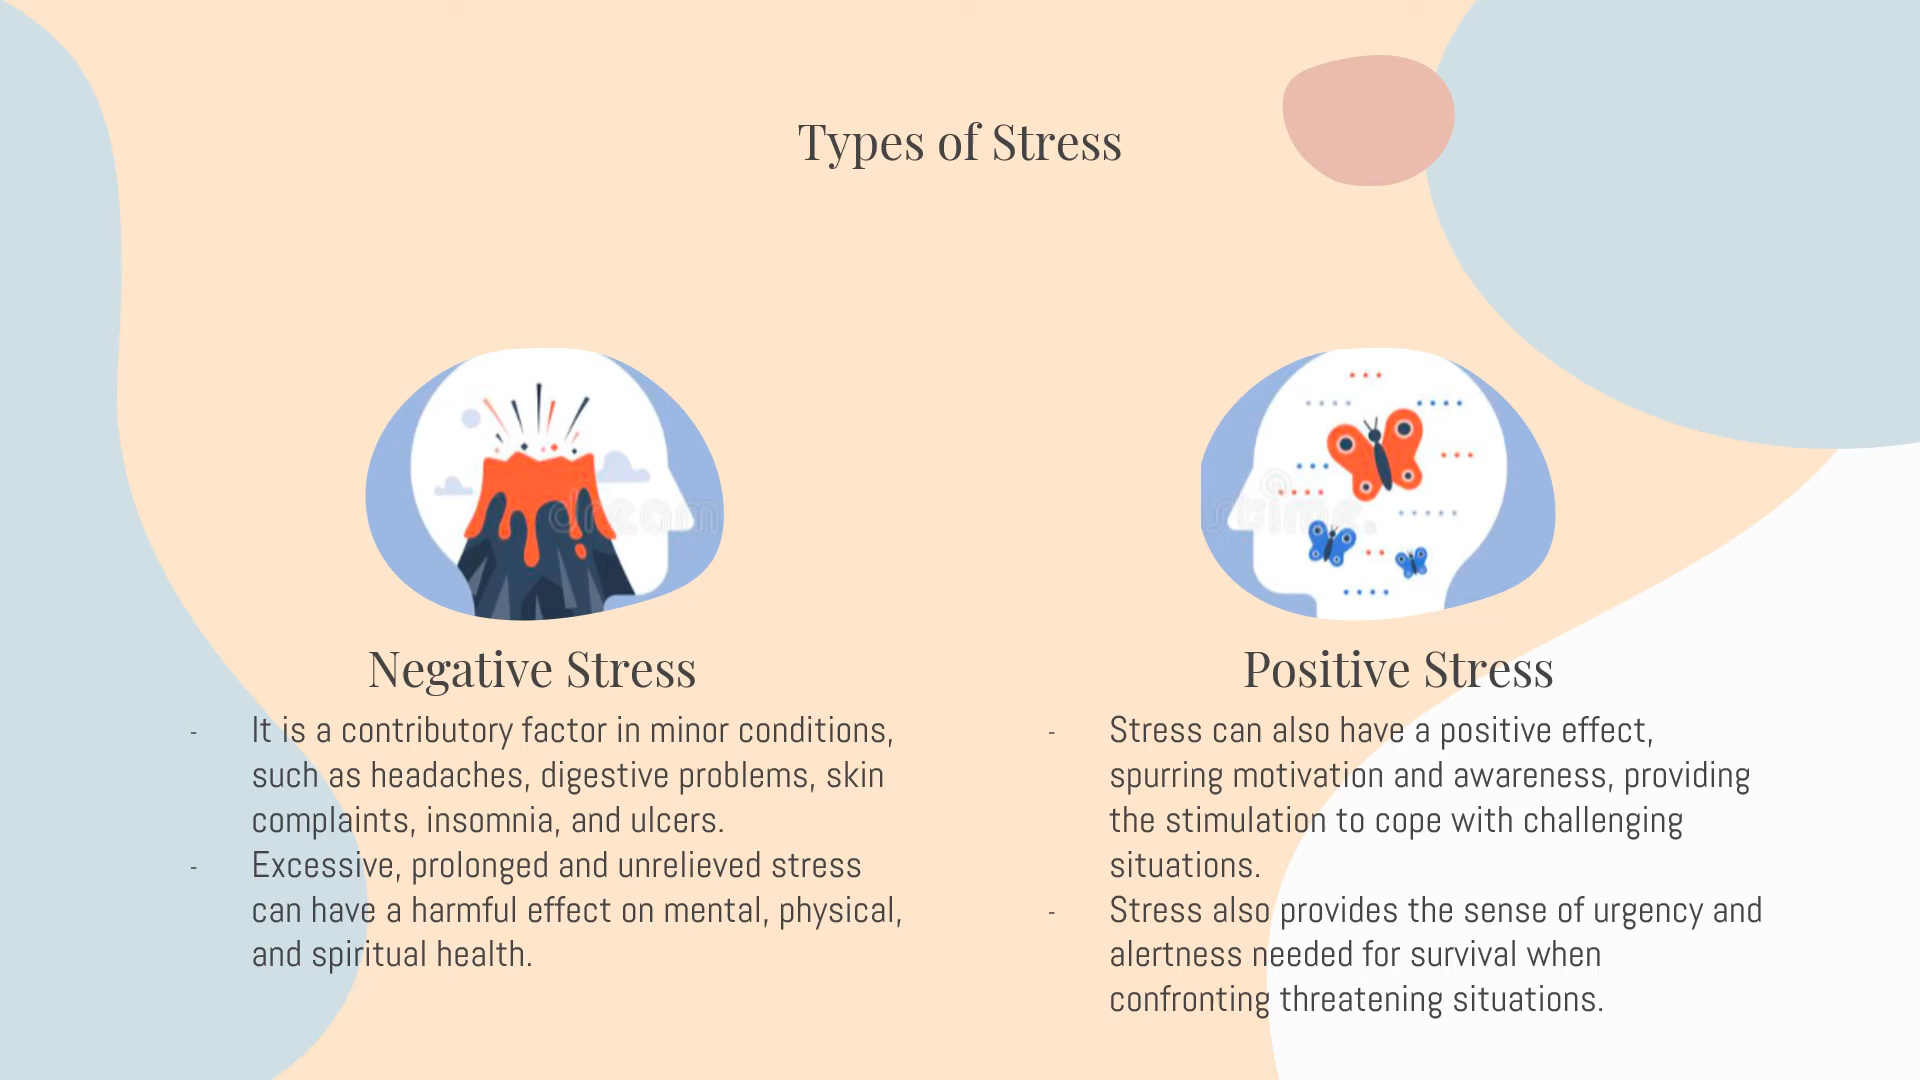 Types of Stress
dream
stime.
Negative Stress
- It is a contributory factor in minor conditions,
such as headaches, digestive problems, skin
complaints, insomnia, and ulcers.
- Excessive, prolonged and unrelieved stress
can have a harmful effect on mental, physical,
and spiritual health.
Positive Stress
- Stress can also have a positive effect,
spurring motivation and awareness, providing
the stimulation to cope with challenging
situations.
- Stress also provides the sense of urgency and
alertness needed for survival when
confronting threatening situations.